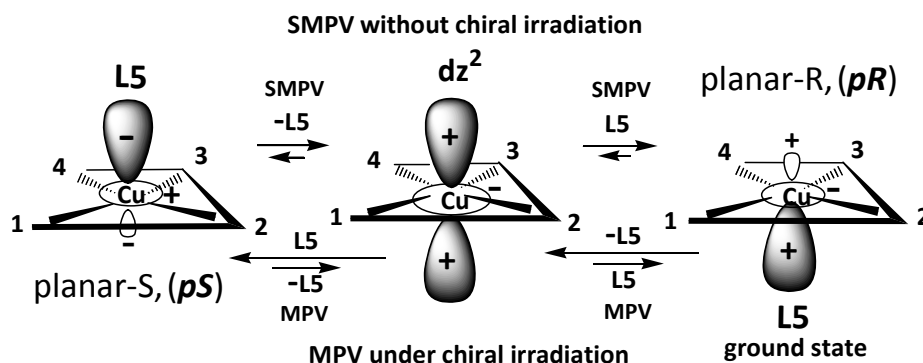 SMPV without chiral irradiation
L5
dz²
planar-R, (pR)
SMPV
-L5
SMPV
L5
-
4
3
Cu
+
1
2
-
+
4
3
Cu
-
1
2
+
+
4
3
Cu
-
1
2
+
L5
-L5
MPV
-L5
L5
MPV
planar-S, (pS)
L5
ground state
MPV under chiral irradiation